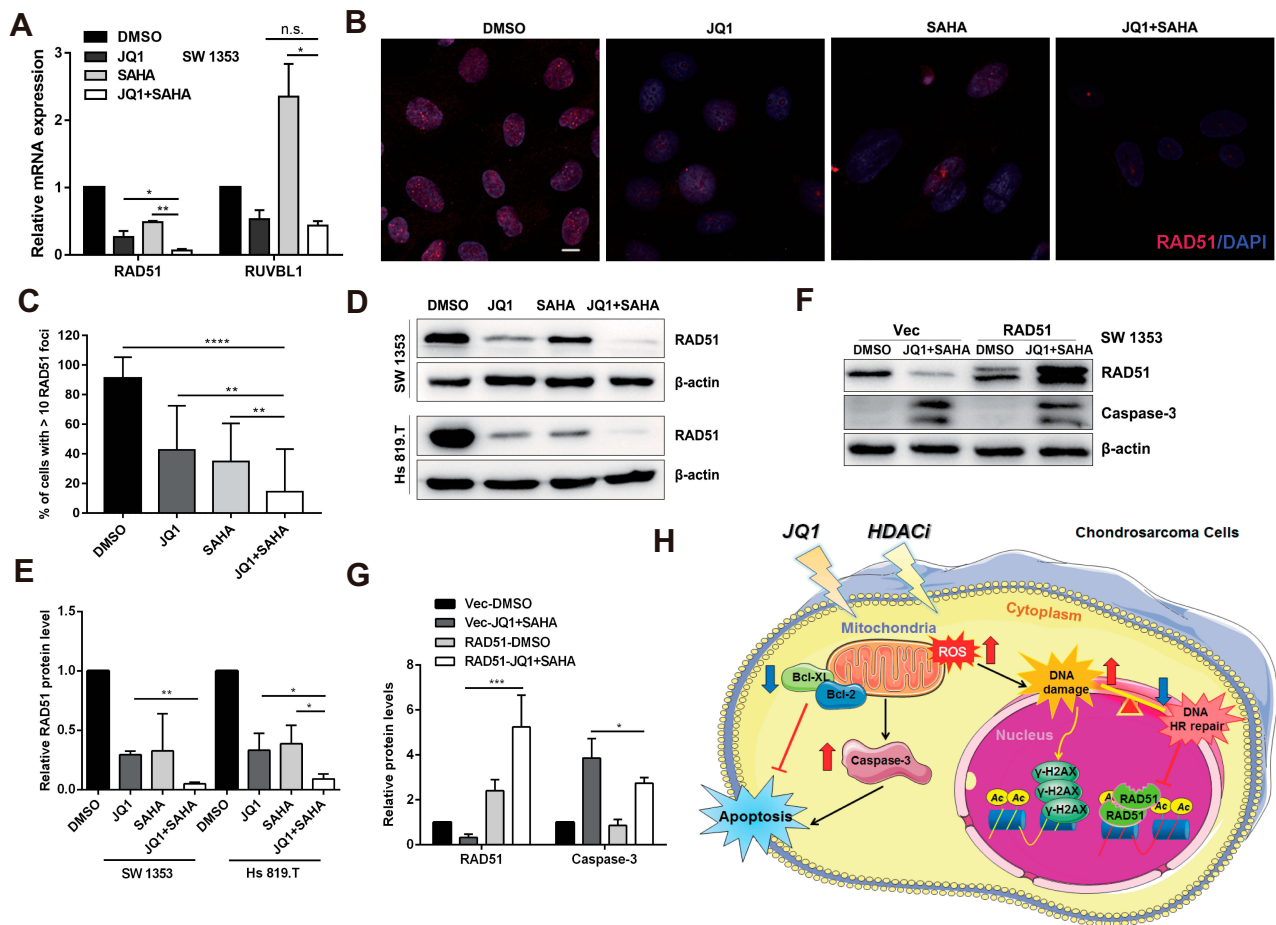 A
DMSO
JQ1
SAHA
JQ1+SAHA
SW 1353
n.s.
*
*
**
Relative mRNA expression
3
2
1
0
RAD51
RUVBL1
B
DMSO
JQ1
SAHA
JQ1+SAHA
RAD51/DAPI
C
% of cells with > 10 RAD51 foci
100
90
80
60
40
20
0
****
**
**
DMSO
JQ1
SAHA
JQ1+SAHA
D
DMSO
JQ1
SAHA
JQ1+SAHA
SW 1353
RAD51
β-actin
Hs 819.T
RAD51
β-actin
F
Vec
RAD51
SW 1353
DMSO
JQ1+SAHA
DMSO
JQ1+SAHA
RAD51
Caspase-3
β-actin
E
Relative RAD51 protein level
1.5
1.0
0.5
0.0
**
*
*
DMSO
JQ1
SAHA
JQ1+SAHA
DMSO
JQ1
SAHA
JQ1+SAHA
SW 1353
Hs 819.T
G
Vec-DMSO
Vec-JQ1+SAHA
RAD51-DMSO
RAD51-JQ1+SAHA
Relative protein levels
8
6
4
2
0
***
*
RAD51
Caspase-3
H
JQ1
HDACi
Chondrosarcoma Cells
Cytoplasm
Mitochondria
ROS
Bcl-XL
Bcl-2
DNA
damage
DNA
HR repair
Nucleus
Caspase-3
γ-H2AX
γ-H2AX
γ-H2AX
Ac
Ac
Ac
RAD51
RAD51
Ac
Ac
Apoptosis